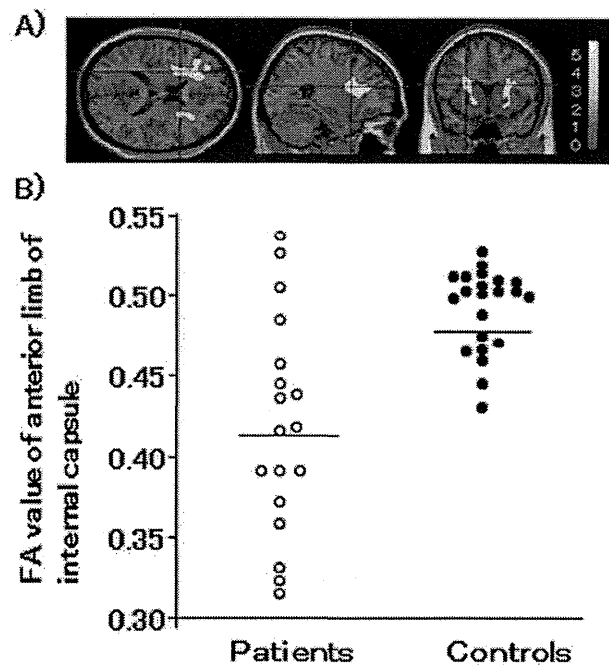 A)
5
4
3
2
1
0
B)
FA value of anterior limb of
internal capsule
0.55
0.50
0.45
0.40
0.35
0.30
Patients
Controls